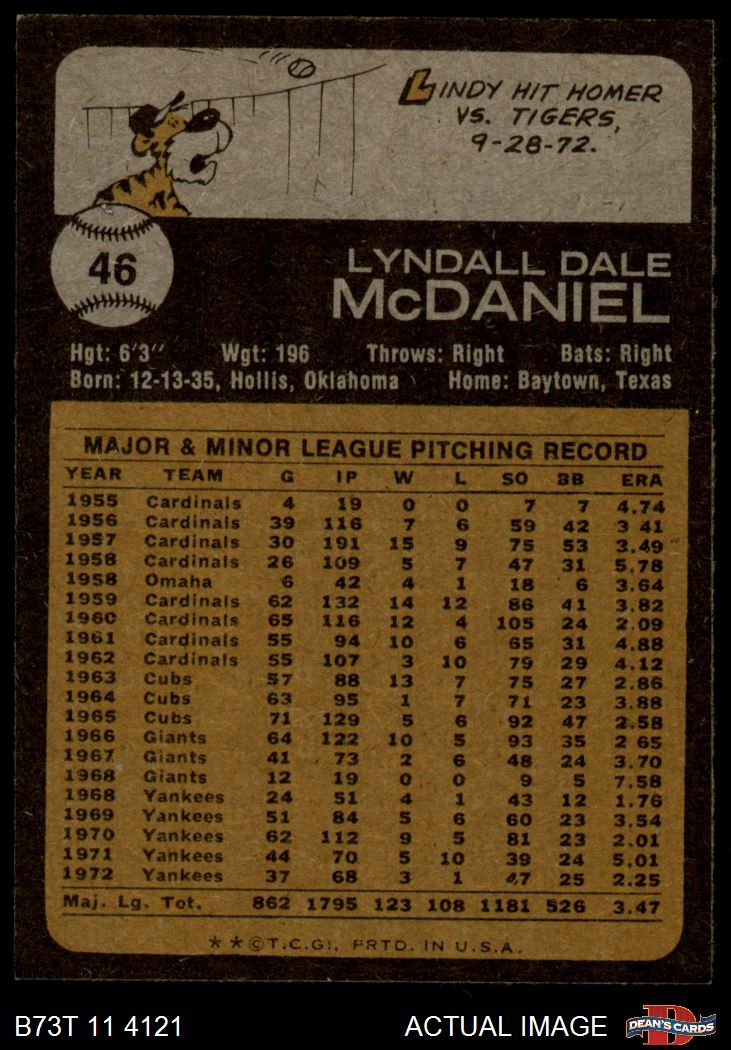 LINDY HIT HOMER
VS. TIGERS,
9-28-72.
46
LYNDALL DALE
McDANIEL
Hgt: 6'3'' Wgt: 196 Throws: Right Bats: Right
Born: 12-13-35, Hollis, Oklahoma Home: Baytown, Texas
MAJOR & MINOR LEAGUE PITCHING RECORD
YEAR TEAM G IP W L SO BB ERA
1955 Cardinals 4 19 0 0 7 7 4.74
1956 Cardinals 39 116 7 6 59 42 3 41
1957 Cardinals 30 191 15 9 75 53 3.49
1958 Cardinals 26 109 5 7 47 31 5.78
1958 Omaha 6 42 4 1 18 6 3.64
1959 Cardinals 62 132 14 12 86 41 3.82
1960 Cardinals 65 116 12 4 105 24 2.09
1961 Cardinals 55 94 10 6 65 31 4.88
1962 Cardinals 55 107 3 10 79 29 4.12
1963 Cubs 57 88 13 7 75 27 2.86
1964 Cubs 63 95 1 7 71 23 3.88
1965 Cubs 71 129 5 6 92 47 2.58
1966 Giants 64 122 10 5 93 35 2 65
1967 Giants 41 73 2 6 48 24 3.70
1968 Giants 12 19 0 0 9 5 7.58
1968 Yankees 24 51 4 1 43 12 1.76
1969 Yankees 51 84 5 6 60 23 3.54
1970 Yankees 62 112 9 5 81 23 2.01
1971 Yankees 44 70 5 10 39 24 5.01
1972 Yankees 37 68 3 1 47 25 2.25
Maj. Lg. Tot. 862 1795 123 108 1181 526 3.47
★ ★ ©T.C.G., PRTD. IN U.S.A.
B73T 11 4121 ACTUAL IMAGE DEAN'S CARDS